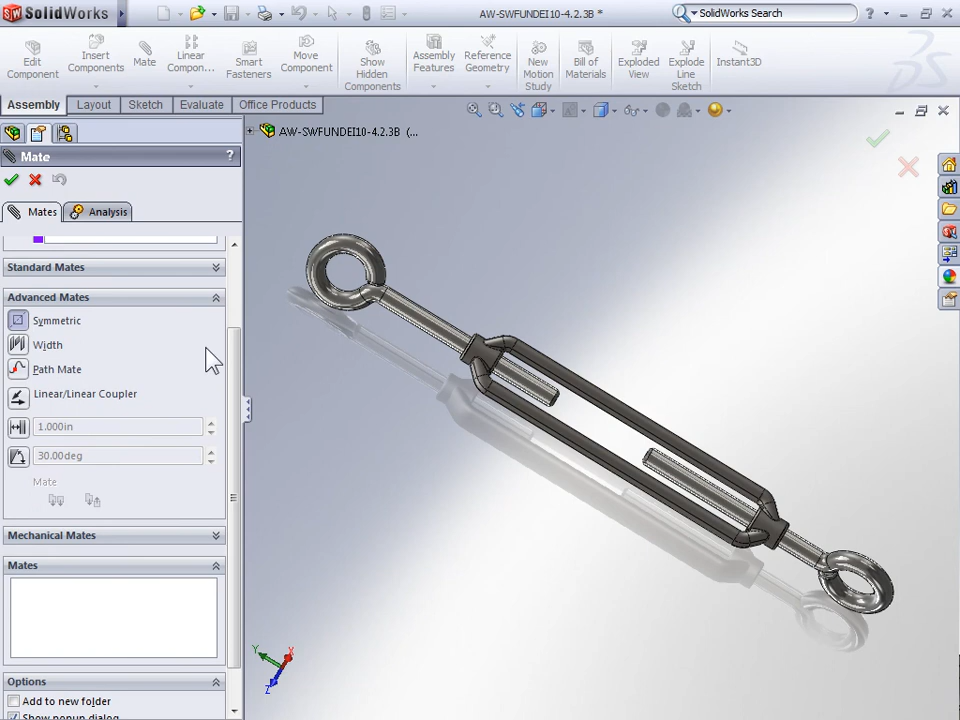 SolidWorks
AW-SWFUNDEI10-4.2.3B *
SolidWorks Search
?
Edit
Component
Insert
Components
Mate
Linear
Compon...
Smart
Fasteners
Move
Component
Show
Hidden
Components
Assembly
Features
Reference
Geometry
New
Motion
Study
Bill of
Materials
Exploded
View
Explode
Line
Sketch
Instant3D
Assembly
Layout
Sketch
Evaluate
Office Products
AW-SWFUNDEI10-4.2.3B (...
Mate
?
Mates
Analysis
Standard Mates
Advanced Mates
Symmetric
Width
Path Mate
Linear/Linear Coupler
1.000in
30.00deg
Mate
Mechanical Mates
Mates
Options
Add to new folder
Show popup dialog
Y
X
Z